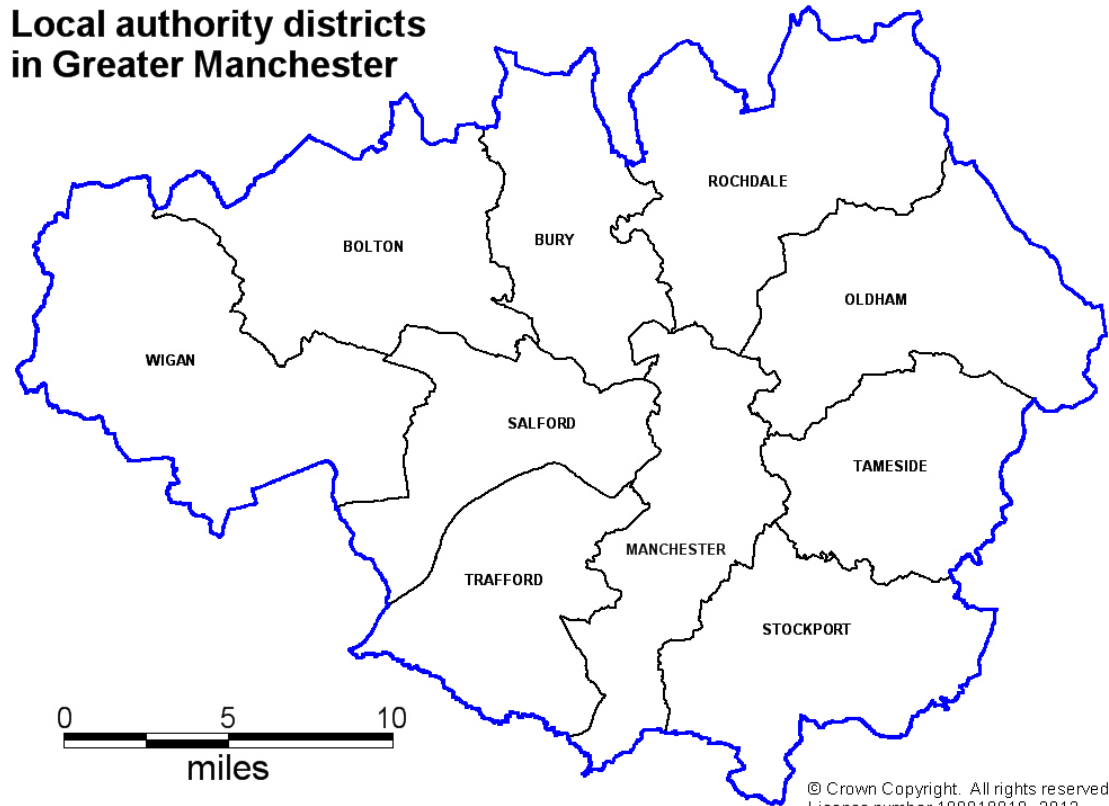 Local authority districts
in Greater Manchester
ROCHDALE
BOLTON
BURY
OLDHAM
WIGAN
SALFORD
TAMESIDE
MANCHESTER
TRAFFORD
STOCKPORT
0 5 10
miles
© Crown Copyright. All rights reserved